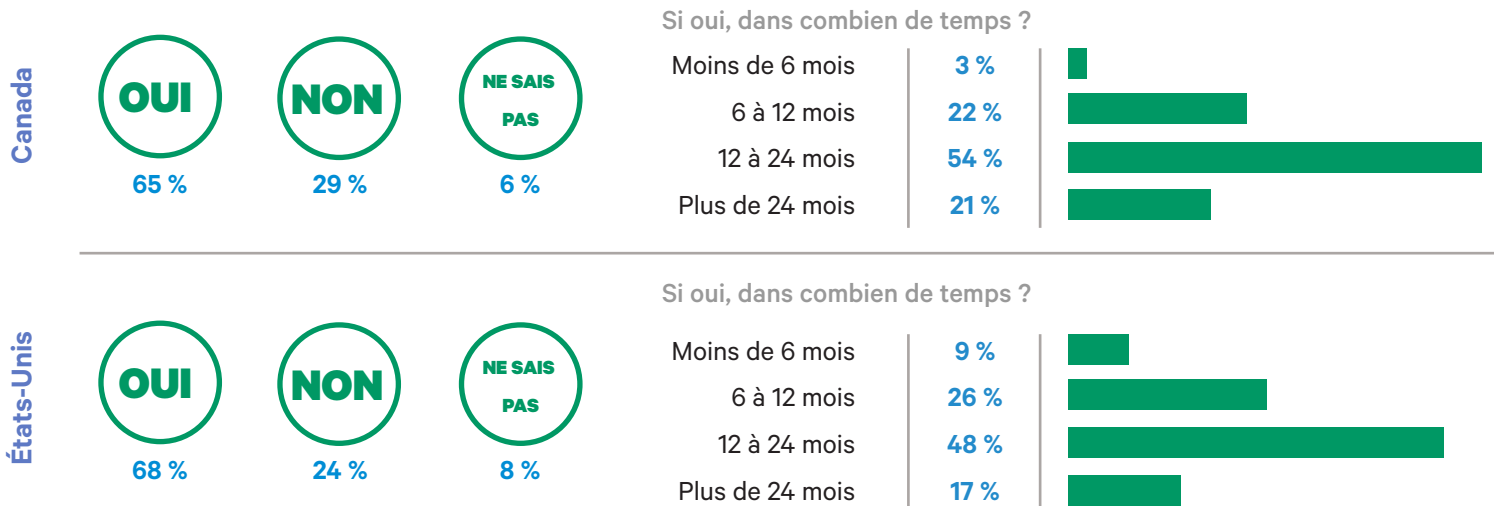 Canada
OUI
65 %
NON
29 %
NE SAIS
PAS
6 %
Si oui, dans combien de temps ?
Moins de 6 mois 3 %
6 à 12 mois 22 %
12 à 24 mois 54 %
Plus de 24 mois 21 %
États-Unis
OUI
68 %
NON
24 %
NE SAIS
PAS
8 %
Si oui, dans combien de temps ?
Moins de 6 mois 9 %
6 à 12 mois 26 %
12 à 24 mois 48 %
Plus de 24 mois 17 %